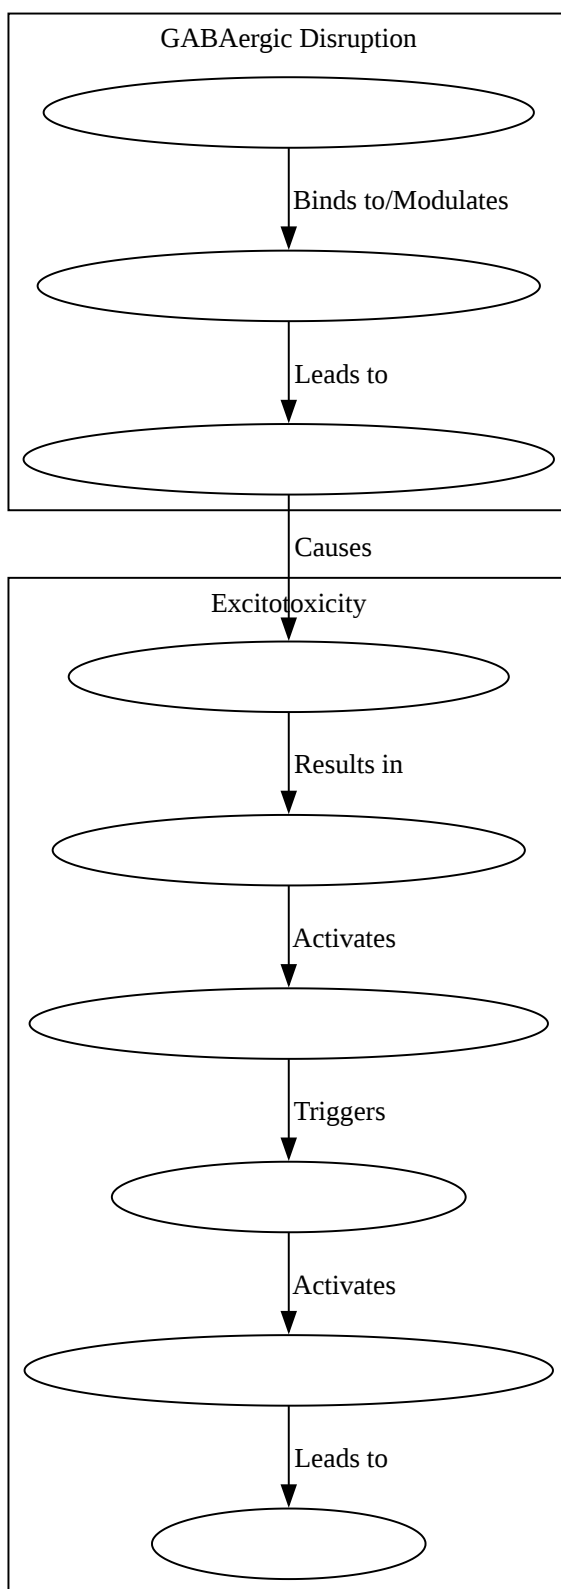 GABAergic Disruption
Binds to/Modulates
Leads to
Causes
Excitotoxicity
Results in
Activates
Triggers
Activates
Leads to